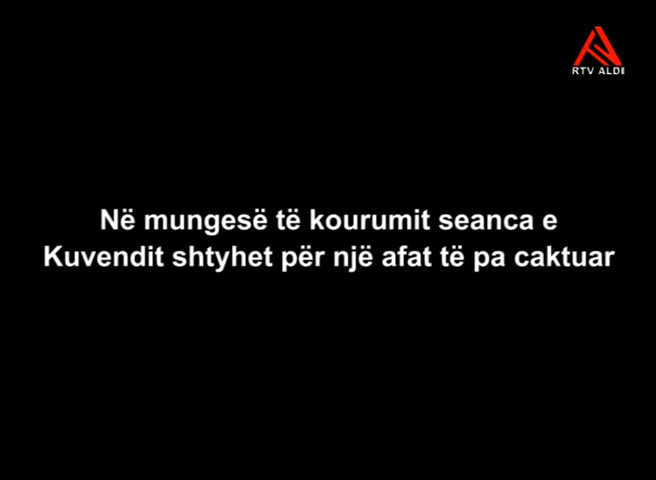 RTV ALDI
Në mungesë të kourumit seanca e
Kuvendit shtyhet për një afat të pa caktuar